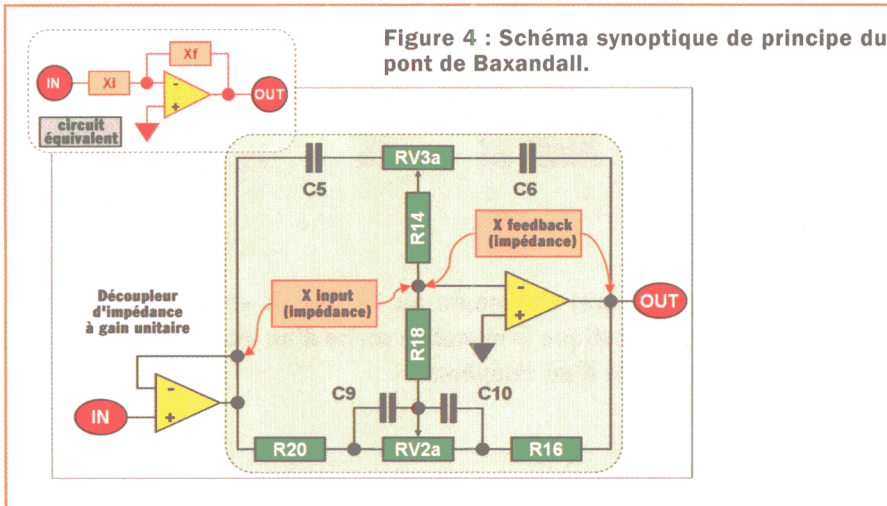 Figure 4 : Schéma synoptique de principe du
pont de Baxandall.
IN
Xi
Xf
-
+
OUT
circuit
équivalent
C5
RV3a
C6
R14
X feedback
(impédance)
Découpleur
d'impédance
à gain unitaire
X input
(impédance)
-
+
OUT
R18
IN
-
+
C9
C10
R20
RV2a
R16